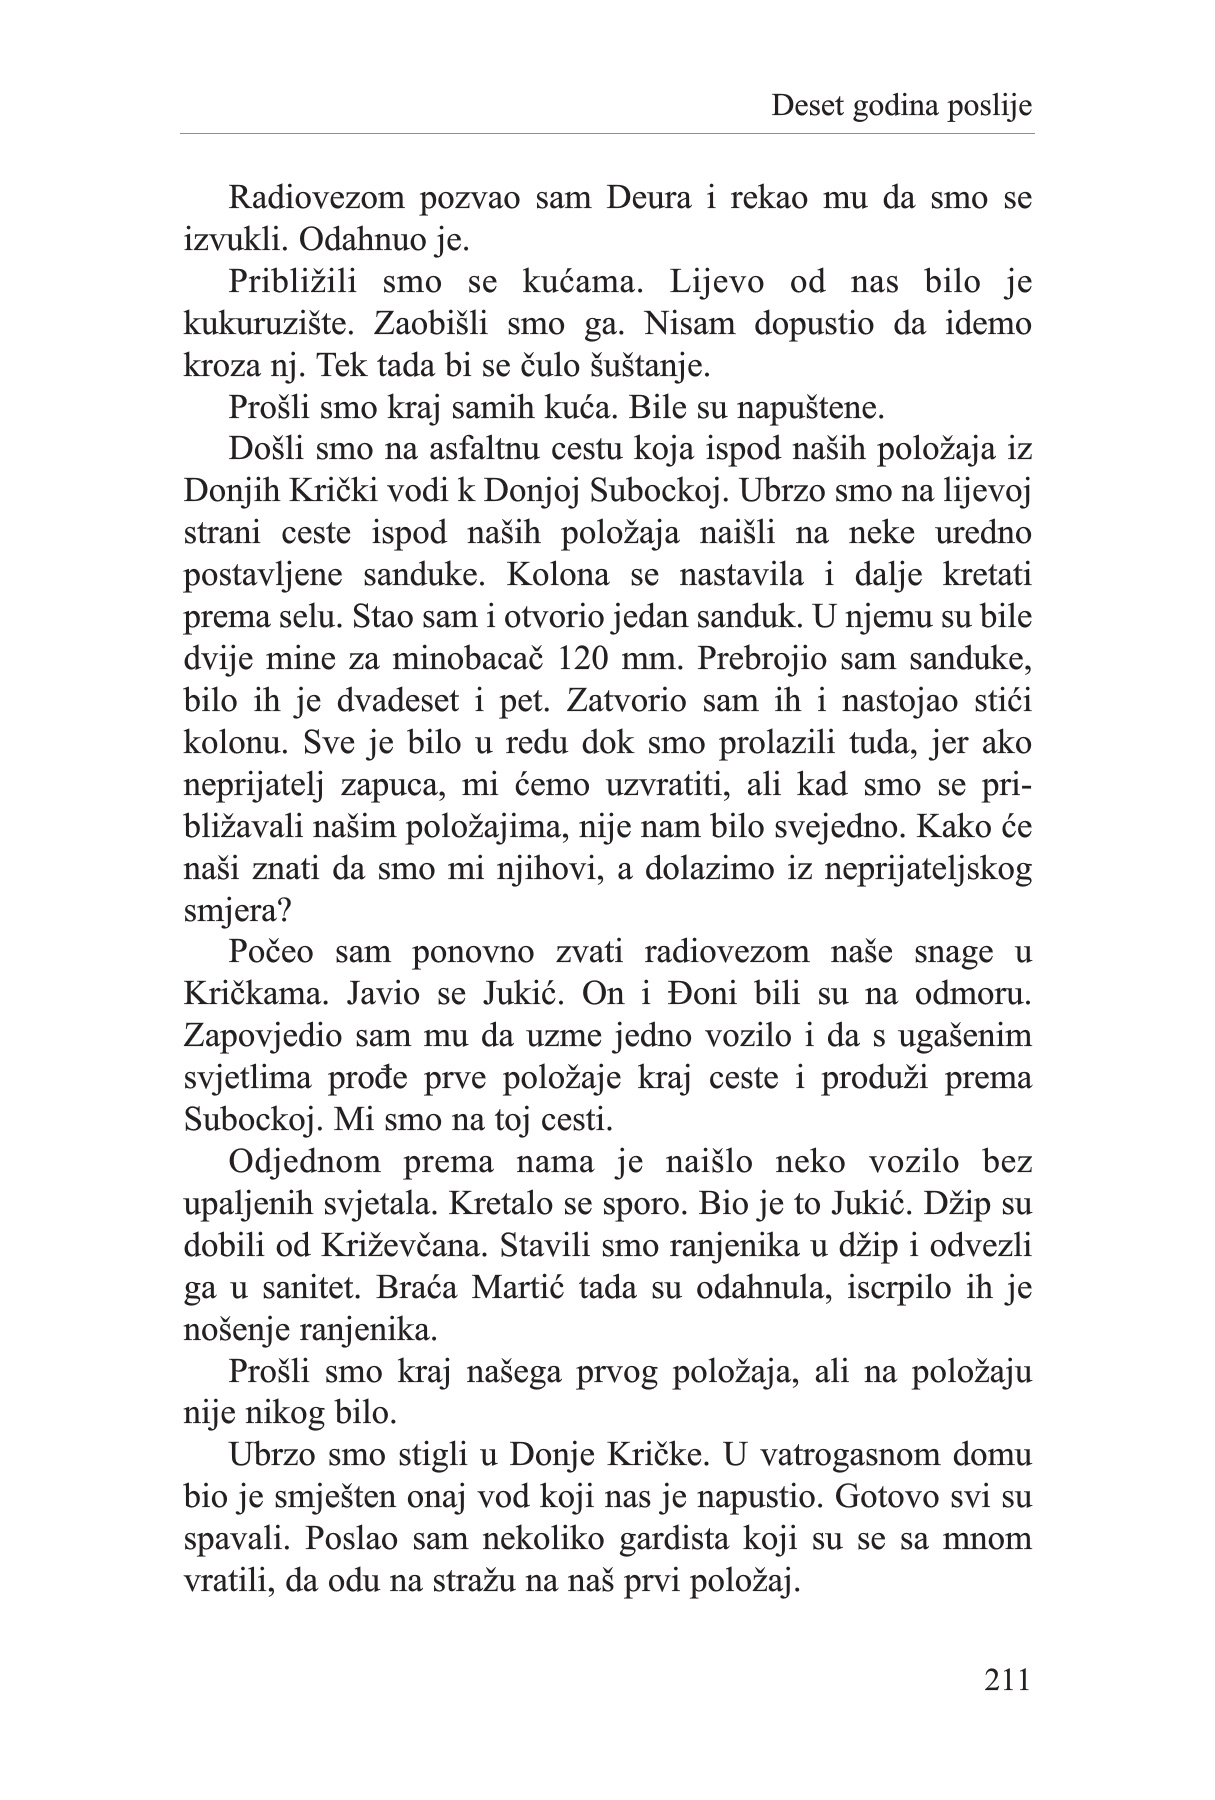 Deset godina poslije
Radiovezom pozvao sam Deura i rekao mu da smo se
izvukli. Odahnuo je.
Približili smo se kućama. Lijevo od nas bilo je
kukuruzište. Zaobišli smo ga. Nisam dopustio da idemo
kroza nj. Tek tada bi se čulo šuštanje.
Prošli smo kraj samih kuća. Bile su napuštene.
Došli smo na asfaltnu cestu koja ispod naših položaja iz
Donjih Krički vodi k Donjoj Subockoj. Ubrzo smo na lijevoj
strani ceste ispod naših položaja naišli na neke uredno
postavljene sanduke. Kolona se nastavila i dalje kretati
prema selu. Stao sam i otvorio jedan sanduk. U njemu su bile
dvije mine za minobacač 120 mm. Prebrojio sam sanduke,
bilo ih je dvadeset i pet. Zatvorio sam ih i nastojao stići
kolonu. Sve je bilo u redu dok smo prolazili tuda, jer ako
neprijatelj zapuca, mi ćemo uzvratiti, ali kad smo se pri-
bližavali našim položajima, nije nam bilo svejedno. Kako će
naši znati da smo mi njihovi, a dolazimo iz neprijateljskog
smjera?
Počeo sam ponovno zvati radiovezom naše snage u
Kričkama. Javio se Jukić. On i Đoni bili su na odmoru.
Zapovjedio sam mu da uzme jedno vozilo i da s ugašenim
svjetlima prođe prve položaje kraj ceste i produži prema
Subockoj. Mi smo na toj cesti.
Odjednom prema nama je naišlo neko vozilo bez
upaljenih svjetala. Kretalo se sporo. Bio je to Jukić. Džip su
dobili od Križevčana. Stavili smo ranjenika u džip i odvezli
ga u sanitet. Braća Martić tada su odahnula, iscrpilo ih je
nošenje ranjenika.
Prošli smo kraj našega prvog položaja, ali na položaju
nije nikog bilo.
Ubrzo smo stigli u Donje Kričke. U vatrogasnom domu
bio je smješten onaj vod koji nas je napustio. Gotovo svi su
spavali. Poslao sam nekoliko gardista koji su se sa mnom
vratili, da odu na stražu na naš prvi položaj.
211